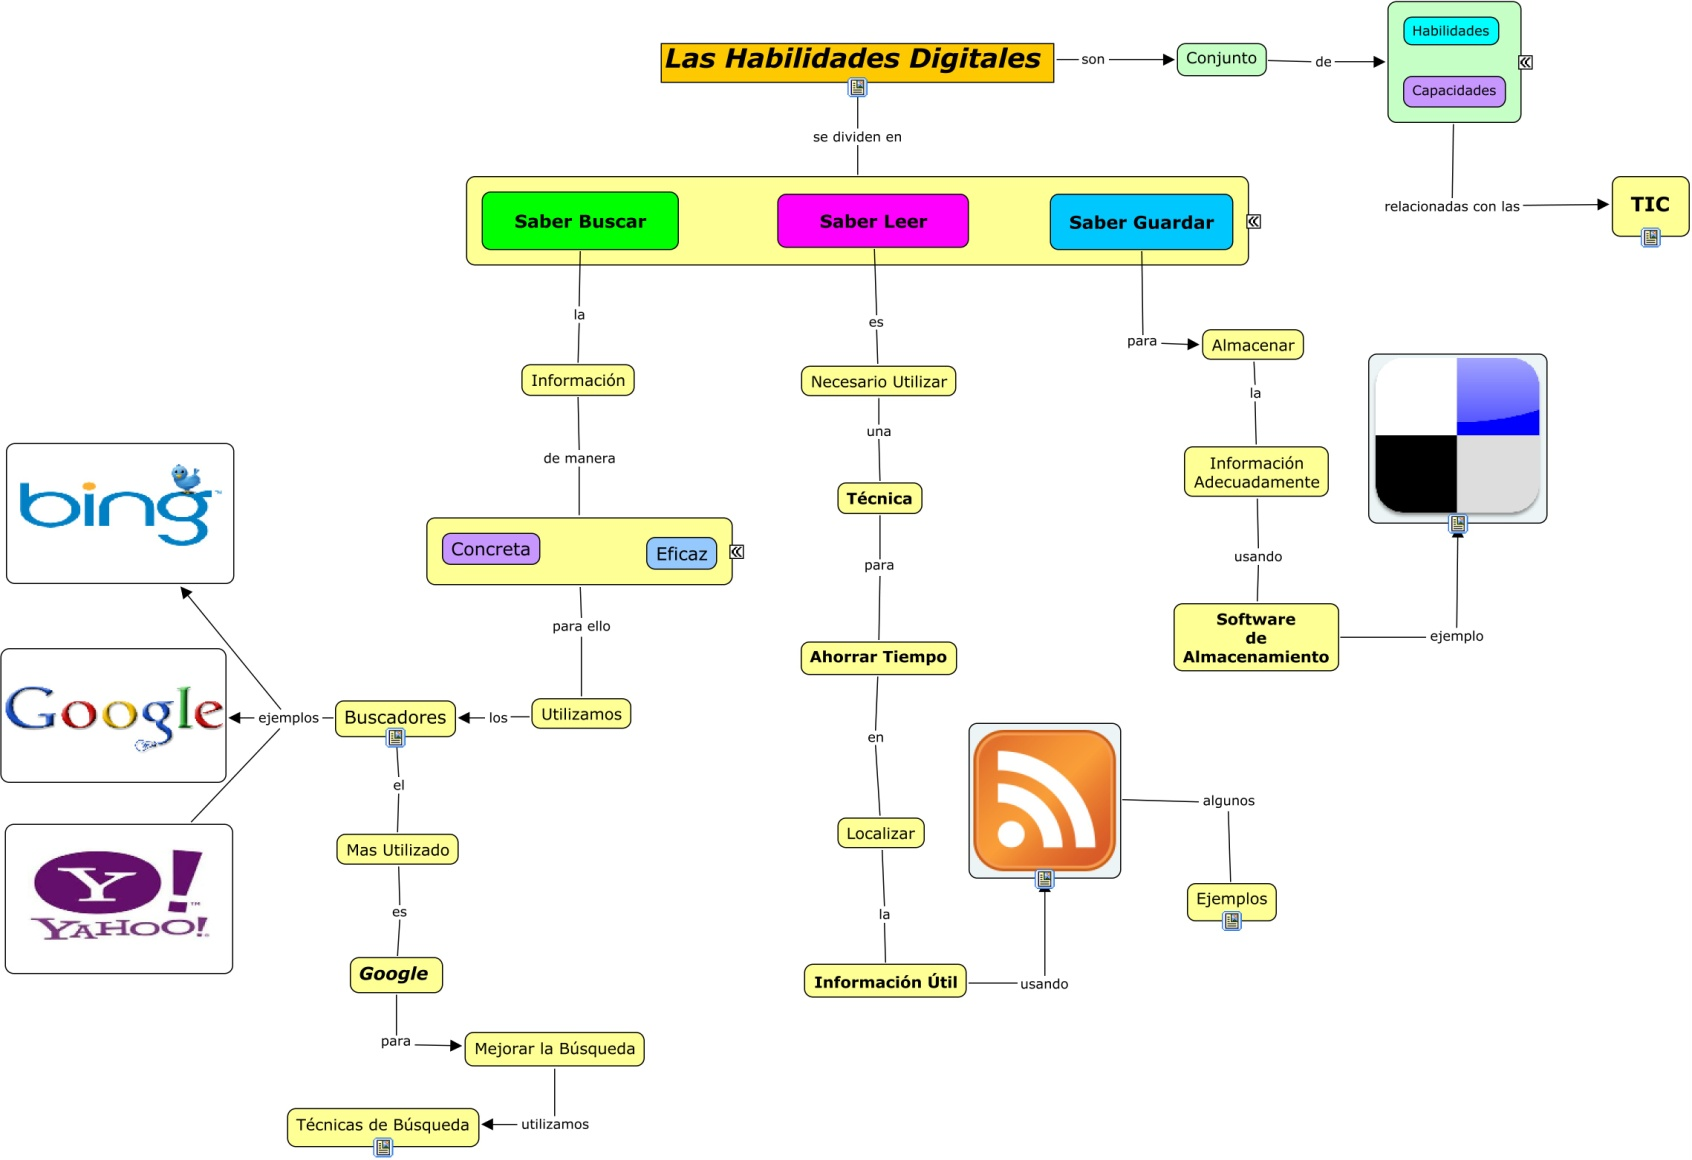 Las Habilidades Digitales
son
Conjunto
de
Habilidades
Capacidades
relacionadas con las
TIC
se dividen en
Saber Buscar
Saber Leer
Saber Guardar
la
Información
de manera
Concreta
Eficaz
para ello
Utilizamos
los
Buscadores
ejemplos
bing
Google
YAHOO!
Y!
el
Mas Utilizado
es
Google
para
Mejorar la Búsqueda
utilizamos
Técnicas de Búsqueda
es
Necesario Utilizar
una
Técnica
para
Ahorrar Tiempo
en
Localizar
la
Información Útil
usando
algunos
Ejemplos
para
Almacenar
la
Información
Adecuadamente
usando
Software
de
Almacenamiento
ejemplo